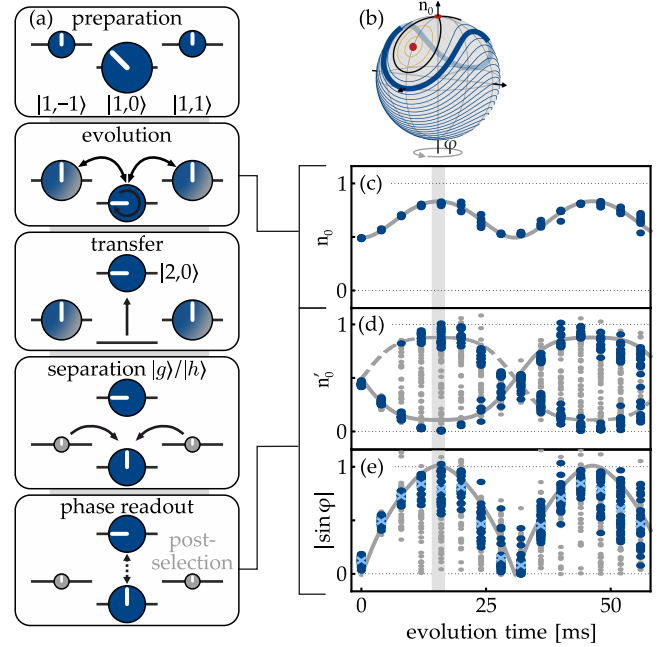 (a) preparation
|1,−1⟩ |1,0⟩ |1,1⟩
evolution
transfer
|2,0⟩
separation |g⟩/|h⟩
phase readout
post-
selection
(b) n₀
φ
(c)
1
n₀
0
(d)
1
n₀′
0
(e)
1
|sin φ|
0
0 25 50
evolution time [ms]